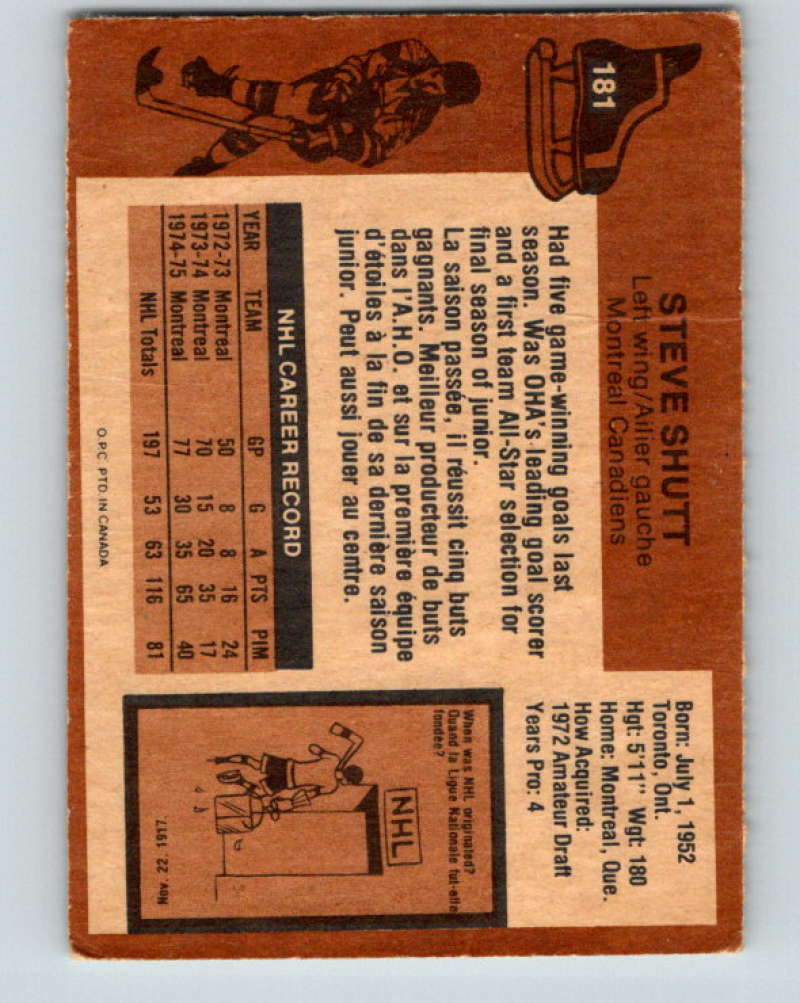 181
STEVE SHUTT
Left wing/Ailier gauche
Montreal Canadiens
Born: July 1, 1952
Toronto, Ont.
Hgt: 5'11" Wgt: 180
Home: Montreal, Que.
How Acquired:
1972 Amateur Draft
Years Pro: 4
Had five game-winning goals last
season. Was OHA's leading goal scorer
and a first team All-Star selection for
final season of junior.
La saison passée, il réussit cinq buts
gagnants. Meilleur producteur de buts
dans l'A.H.O. et sur la première équipe
d'étoiles à la fin de sa dernière saison
junior. Peut aussi jouer au centre.
NHL CAREER RECORD
YEAR TEAM GP G A PTS PIM
1972-73 Montreal 50 8 8 16 24
1973-74 Montreal 70 15 20 35 17
1974-75 Montreal 77 30 35 65 40
NHL Totals 197 53 63 116 81
When was NHL originated?
Quand la Ligue Nationale fut-elle
fondée?
NHL
Nov. 22, 1917.
O.P.C. PTD. IN CANADA